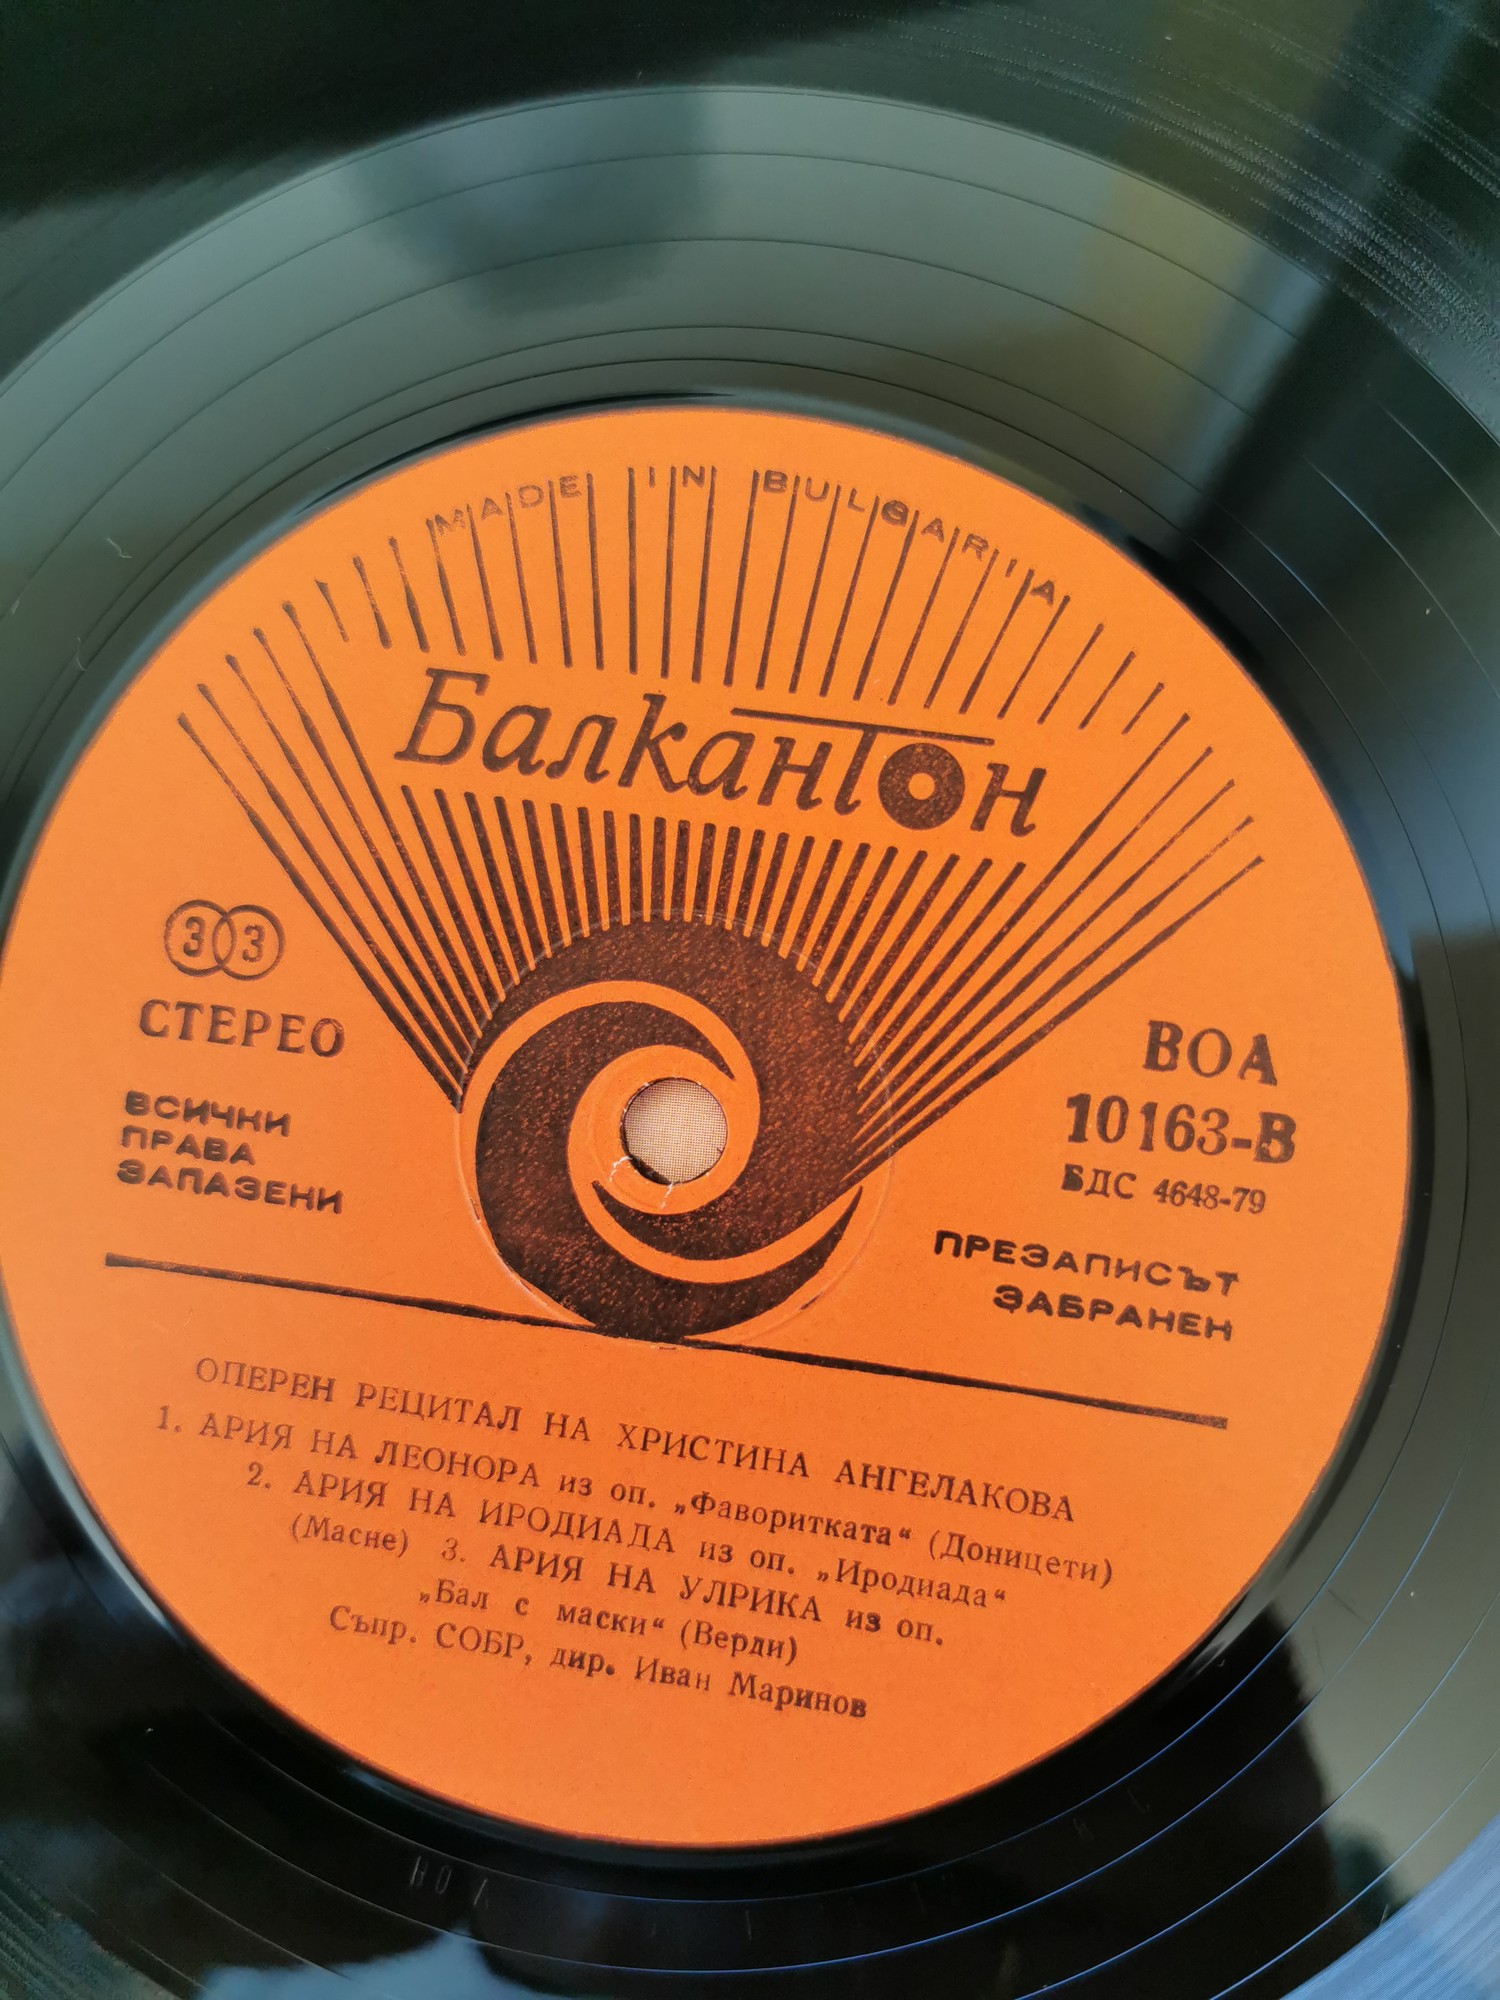 MADE IN BULGARIA
Балкантон
33
СТЕРЕО
ВСИЧКИ
ПРАВА
ЗАПАЗЕНИ
ВОА
10163-В
БДС 4648-79
ПРЕЗАПИСЪТ
ЗАБРАНЕН
ОПЕРЕН РЕЦИТАЛ НА ХРИСТИНА АНГЕЛАКОВА
1. АРИЯ НА ЛЕОНОРА из оп. „Фаворитката“ (Доницети)
2. АРИЯ НА ИРОДИАДА из оп. „Иродиада“
(Масне) 3. АРИЯ НА УЛРИКА из оп.
„Бал с маски“ (Верди)
Съпр. СОБР, дир. Иван Маринов